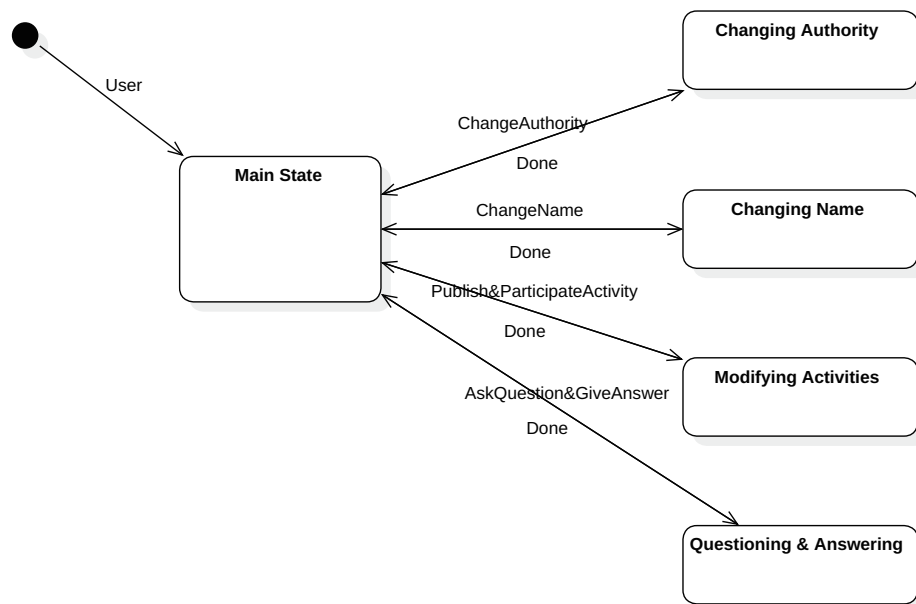 Changing Authority
User
ChangeAuthority
Done
Main State
Changing Name
ChangeName
Done
Publish&ParticipateActivity
Done
Modifying Activities
AskQuestion&GiveAnswer
Done
Questioning & Answering